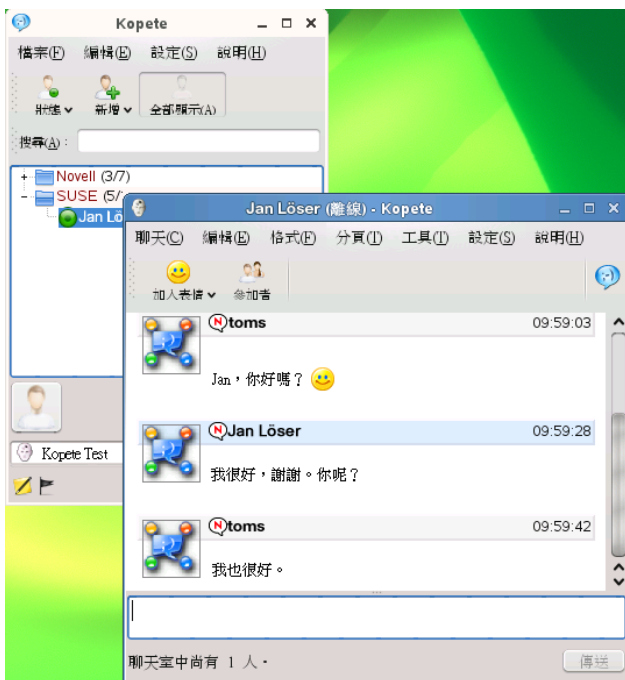 Kopete
檔案(F) 編輯(E) 設定(S) 說明(H)
狀態 新增 全部顯示(A)
搜尋(A):
Novell (3/7)
SUSE (5/
Jan Lö
Kopete Test
Jan Löser (離線) - Kopete
聊天(C) 編輯(E) 格式(F) 分頁(T) 工具(T) 設定(S) 說明(H)
加入表情 參加者
toms 09:59:03
Jan,你好嗎?
Jan Löser 09:59:28
我很好,謝謝。你呢?
toms 09:59:42
我也很好。
聊天室中尚有 1 人。
傳送